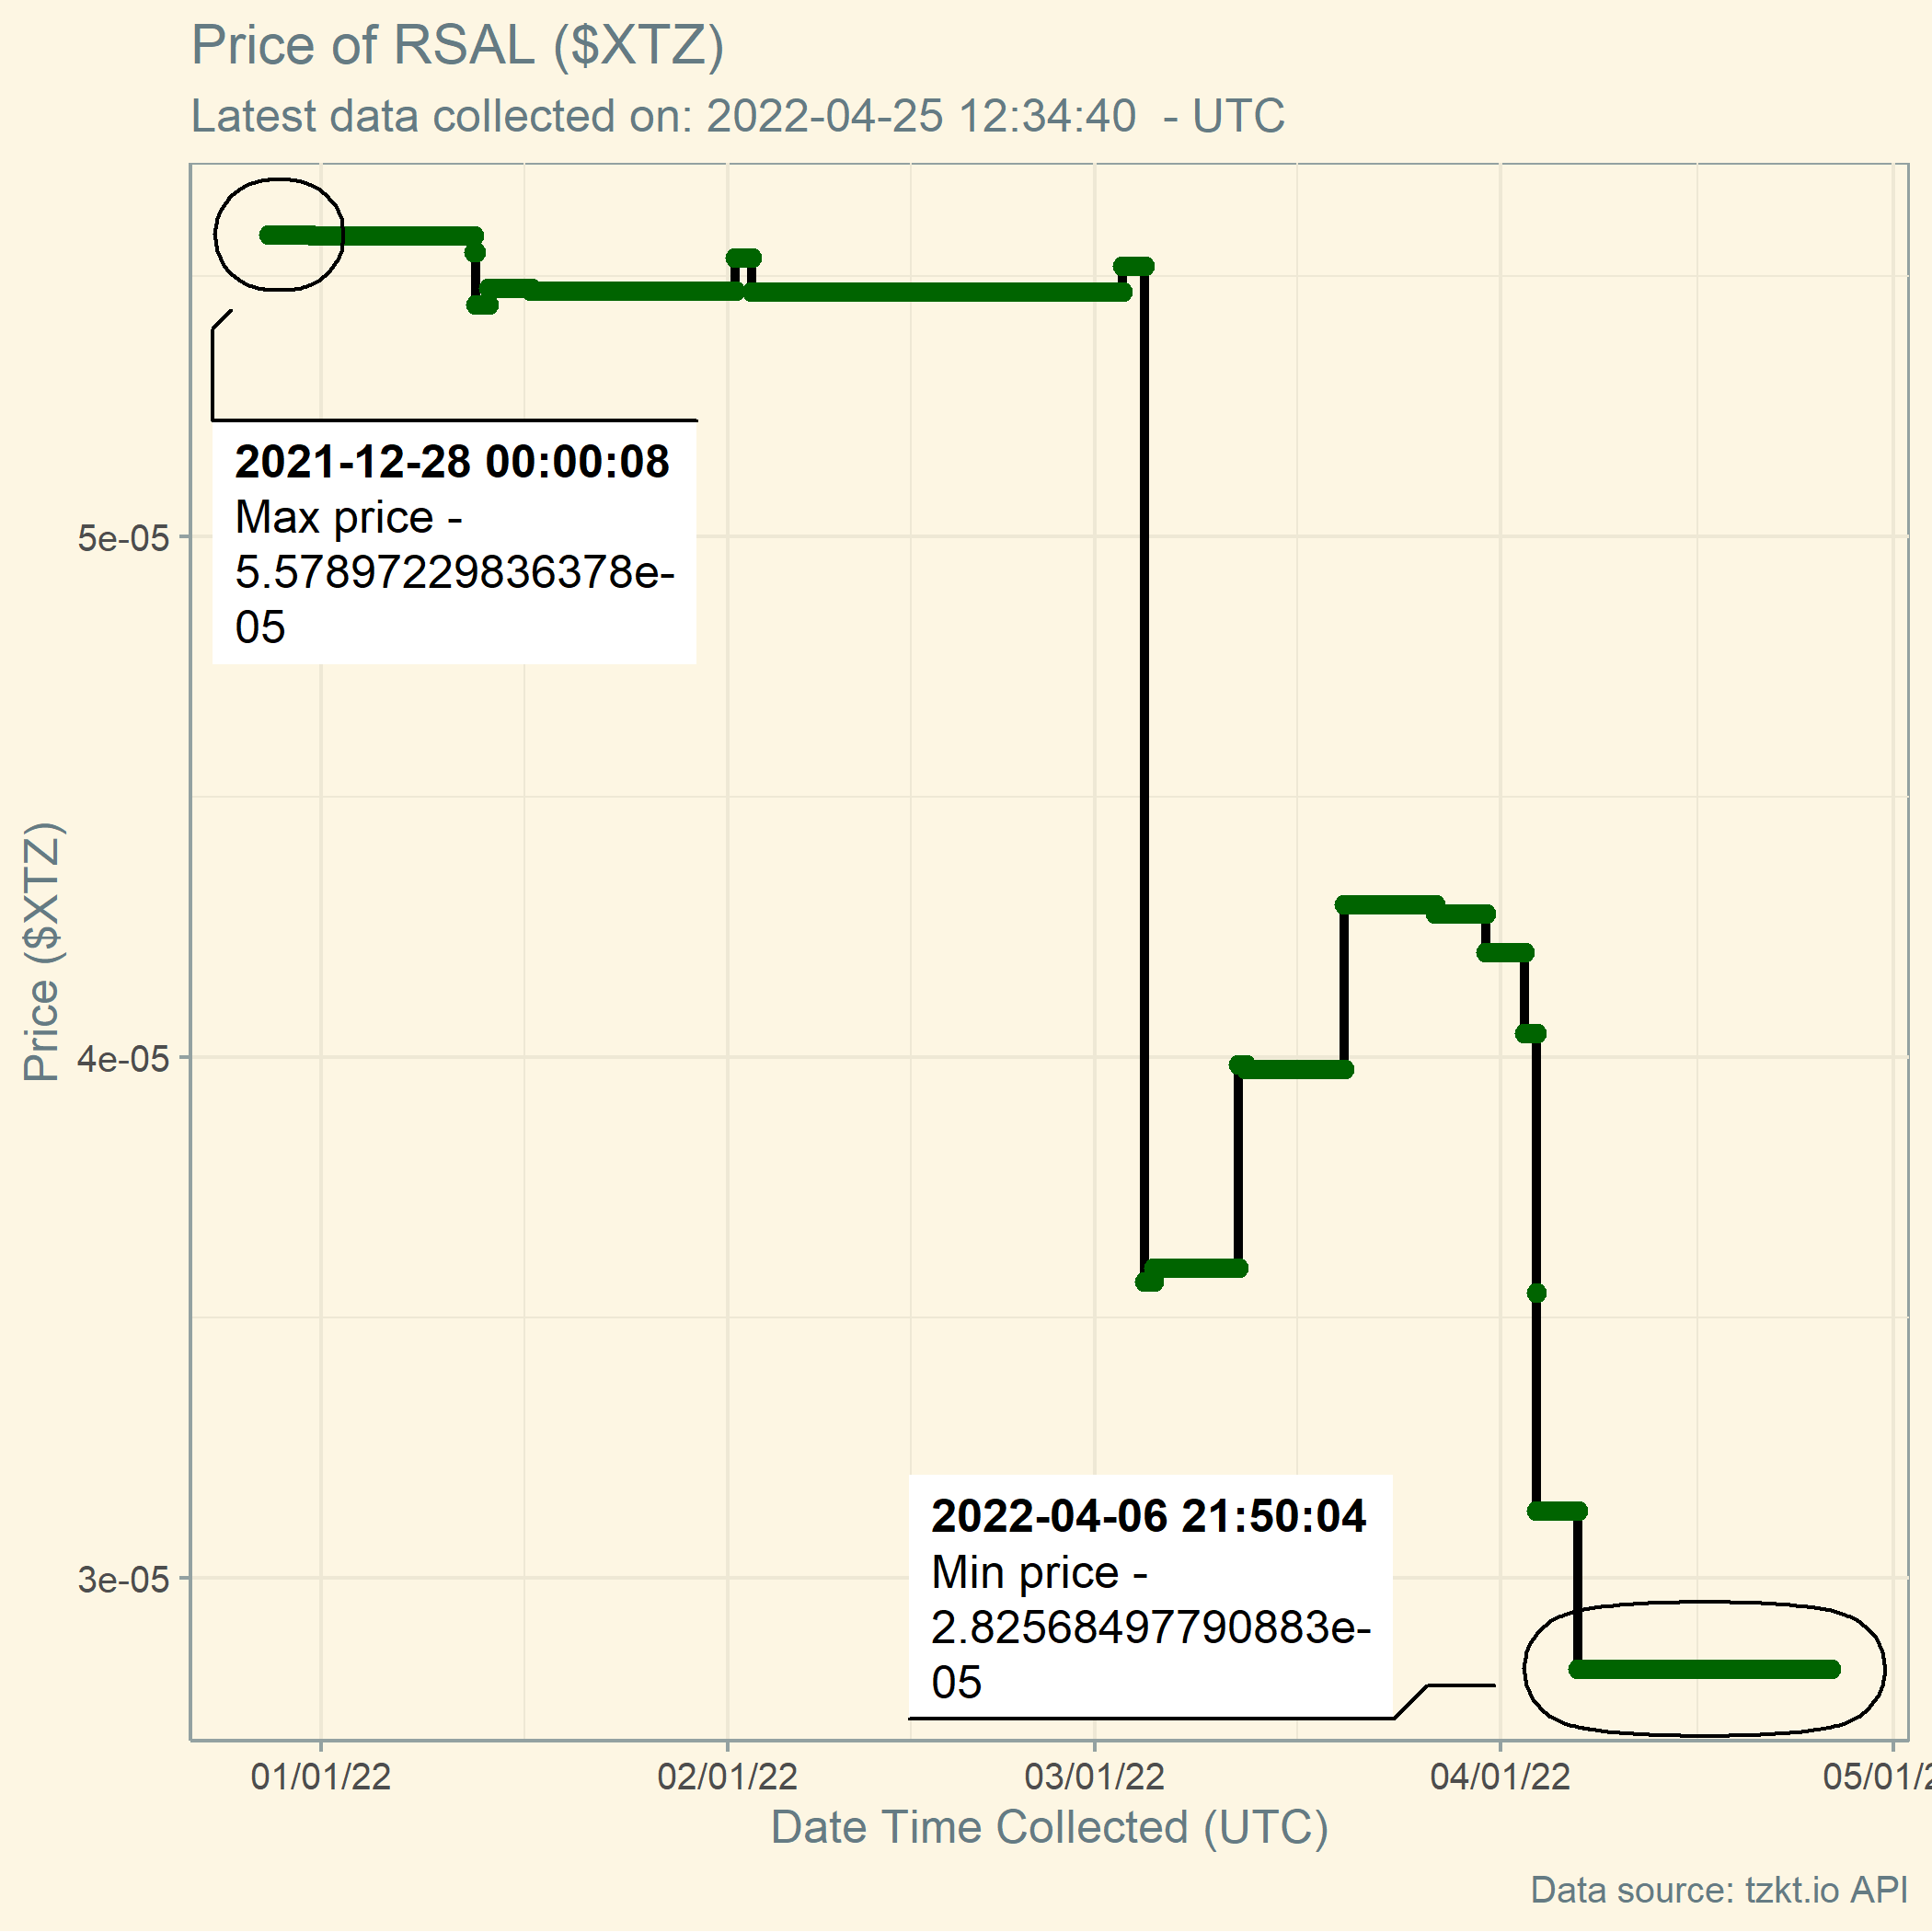 Price of RSAL ($XTZ)
Latest data collected on: 2022-04-25 12:34:40  - UTC
2021-12-28 00:00:08
Max price -
5.57897229836378e-
05
5e-05
4e-05
3e-05
Price ($XTZ)
2022-04-06 21:50:04
Min price -
2.82568497790883e-
05
01/01/22
02/01/22
03/01/22
04/01/22
05/01/2
Date Time Collected (UTC)
Data source: tzkt.io API